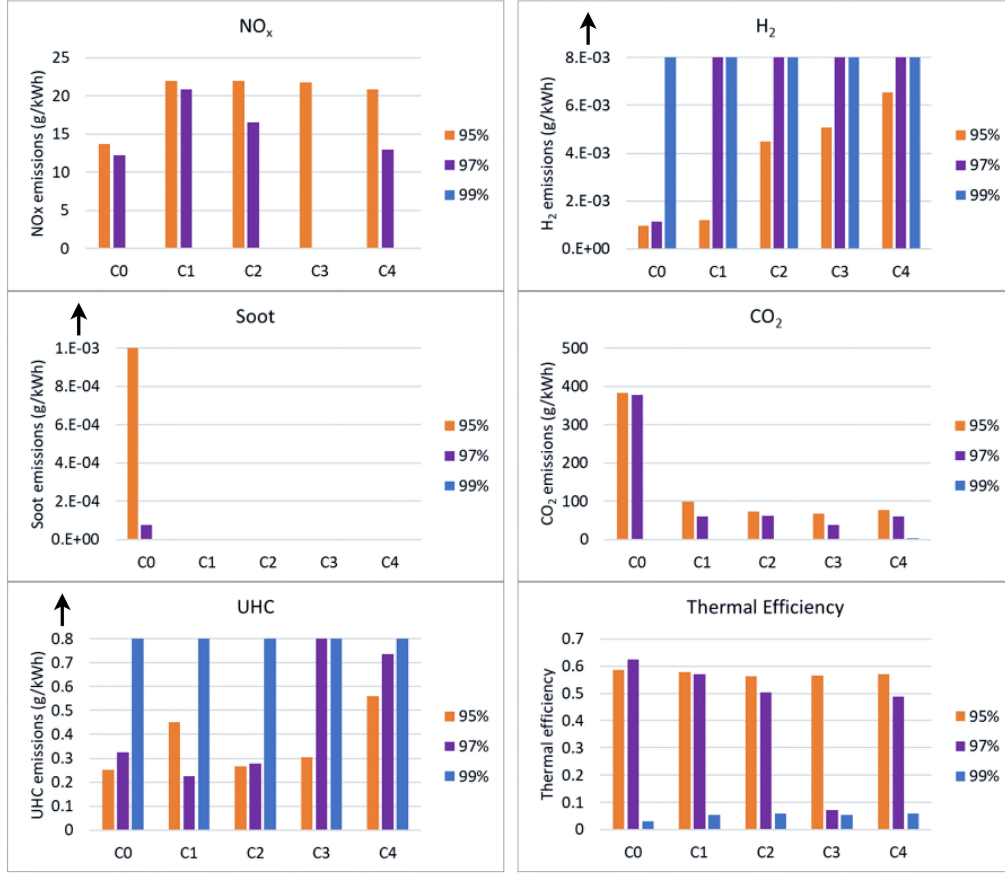 NOₓ
NOx emissions (g/kWh)
25
20
15
10
5
0
C0 C1 C2 C3 C4
95%
97%
99%
H₂
H₂ emissions (g/kWh)
8.E-03
6.E-03
4.E-03
2.E-03
0.E+00
C0 C1 C2 C3 C4
95%
97%
99%
Soot
Soot emissions (g/kWh)
1.E-03
8.E-04
6.E-04
4.E-04
2.E-04
0.E+00
C0 C1 C2 C3 C4
95%
97%
99%
CO₂
CO₂ emissions (g/kWh)
500
400
300
200
100
0
C0 C1 C2 C3 C4
95%
97%
99%
UHC
UHC emissions (g/kWh)
0.8
0.7
0.6
0.5
0.4
0.3
0.2
0.1
0
C0 C1 C2 C3 C4
95%
97%
99%
Thermal Efficiency
Thermal efficiency
0.7
0.6
0.5
0.4
0.3
0.2
0.1
0
C0 C1 C2 C3 C4
95%
97%
99%